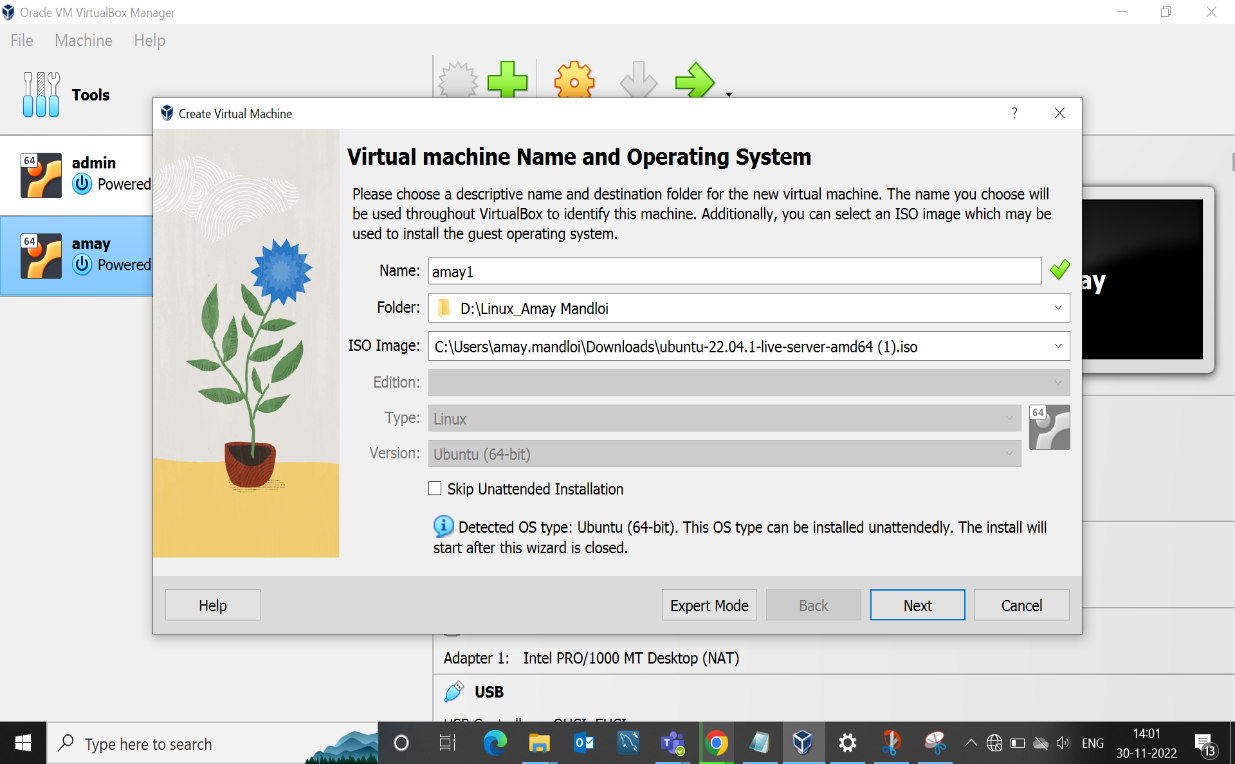 Oracle VM VirtualBox Manager
File Machine Help
Tools
64
admin
Powered
64
amay
Powered
Create Virtual Machine
?
Virtual machine Name and Operating System
Please choose a descriptive name and destination folder for the new virtual machine. The name you choose will
be used throughout VirtualBox to identify this machine. Additionally, you can select an ISO image which may be
used to install the guest operating system.
Name: amay1
Folder: D:\Linux_Amay Mandloi
ISO Image: C:\Users\amay.mandloi\Downloads\ubuntu-22.04.1-live-server-amd64 (1).iso
Edition:
Type: Linux
64
Version: Ubuntu (64-bit)
Skip Unattended Installation
Detected OS type: Ubuntu (64-bit). This OS type can be installed unattendedly. The install will
start after this wizard is closed.
Help Expert Mode Back Next Cancel
ay
Adapter 1: Intel PRO/1000 MT Desktop (NAT)
USB
Type here to search
ENG
14:01
30-11-2022
13